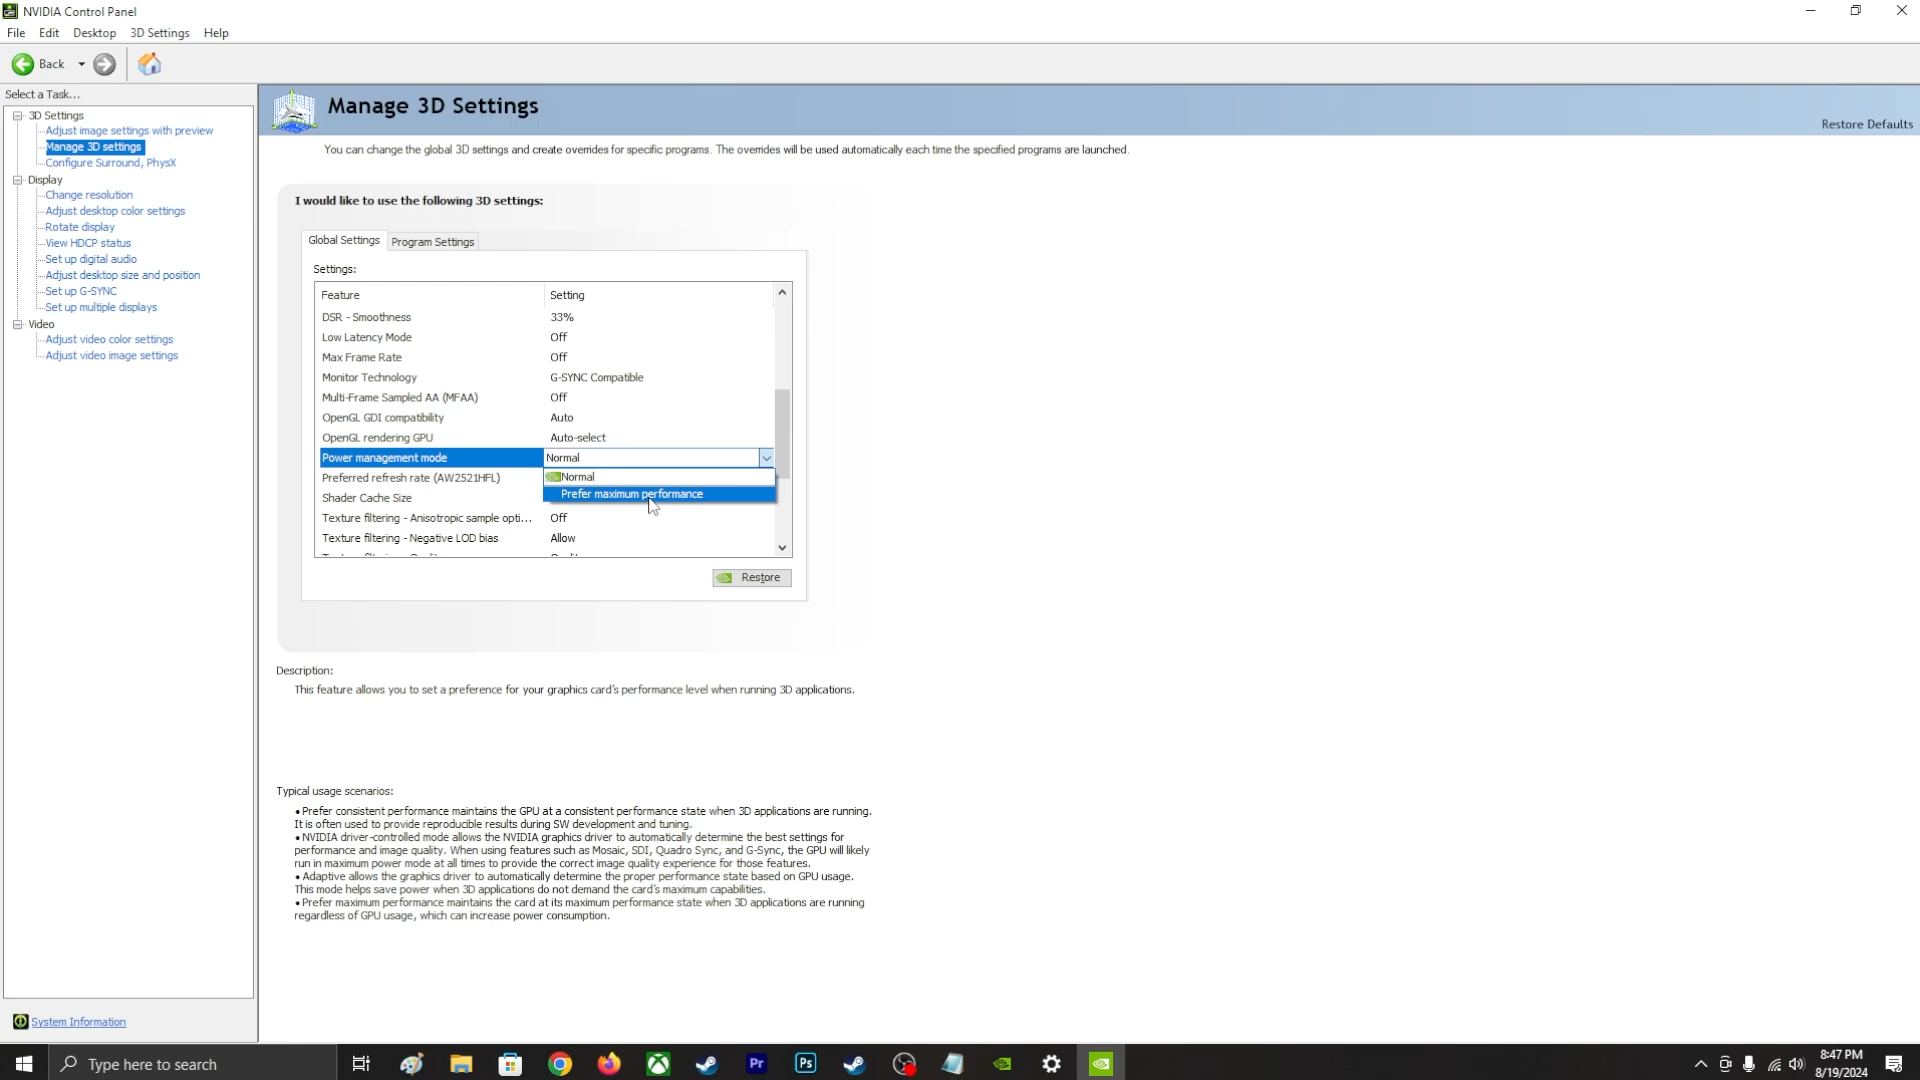 NVIDIA Control Panel
File Edit Desktop 3D Settings Help
Back
Select a Task...
3D Settings
Adjust image settings with preview
Manage 3D settings
Configure Surround, PhysX
Display
Change resolution
Adjust desktop color settings
Rotate display
View HDCP status
Set up digital audio
Adjust desktop size and position
Set up G-SYNC
Set up multiple displays
Video
Adjust video color settings
Adjust video image settings
System Information
Manage 3D Settings
Restore Defaults
You can change the global 3D settings and create overrides for specific programs. The overrides will be used automatically each time the specified programs are launched.
I would like to use the following 3D settings:
Global Settings Program Settings
Settings:
Feature Setting
DSR - Smoothness 33%
Low Latency Mode Off
Max Frame Rate Off
Monitor Technology G-SYNC Compatible
Multi-Frame Sampled AA (MFAA) Off
OpenGL GDI compatibility Auto
OpenGL rendering GPU Auto-select
Power management mode Normal
Preferred refresh rate (AW2521HFL) Normal
Shader Cache Size Prefer maximum performance
Texture filtering - Anisotropic sample opti... Off
Texture filtering - Negative LOD bias Allow
Restore
Description:
This feature allows you to set a preference for your graphics card's performance level when running 3D applications.
Typical usage scenarios:
• Prefer consistent performance maintains the GPU at a consistent performance state when 3D applications are running.
It is often used to provide reproducible results during SW development and tuning.
• NVIDIA driver-controlled mode allows the NVIDIA graphics driver to automatically determine the best settings for
performance and image quality. When using features such as Mosaic, SDI, Quadro Sync, and G-Sync, the GPU will likely
run in maximum power mode at all times to provide the correct image quality experience for those features.
• Adaptive allows the graphics driver to automatically determine the proper performance state based on GPU usage.
This mode helps save power when 3D applications do not demand the card's maximum capabilities.
• Prefer maximum performance maintains the card at its maximum performance state when 3D applications are running
regardless of GPU usage, which can increase power consumption.
Type here to search
Pr
Ps
8:47 PM
8/19/2024